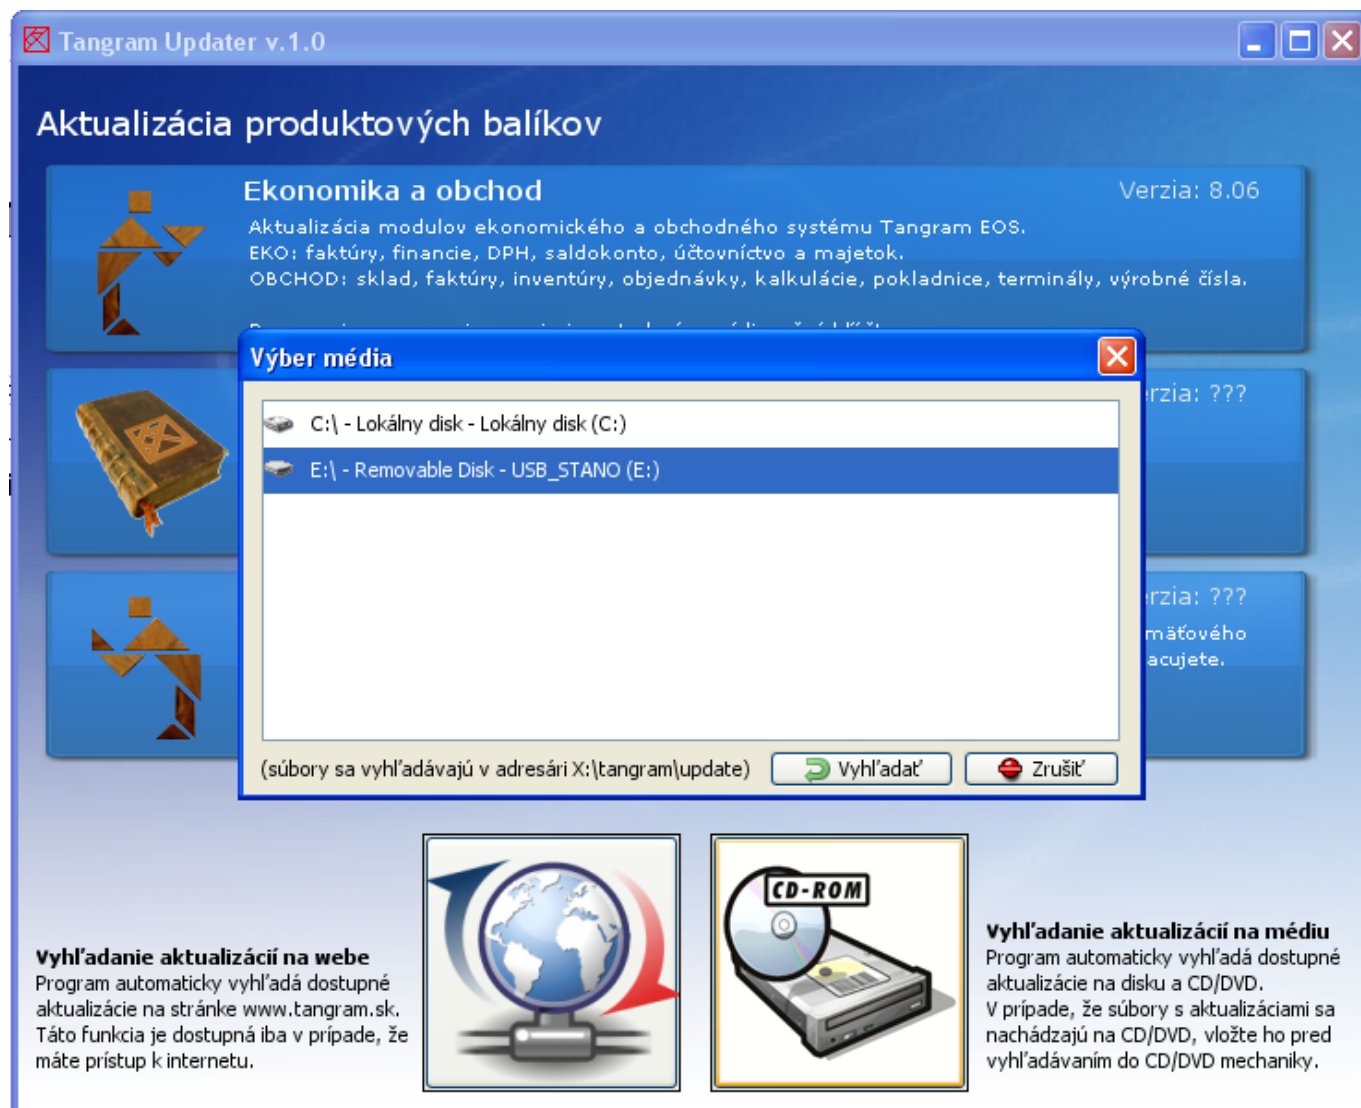 Tangram Updater v.1.0
Aktualizácia produktových balíkov
Ekonomika a obchod
Verzia: 8.06
Aktualizácia modulov ekonomického a obchodného systému Tangram EOS.
EKO: faktúry, financie, DPH, saldokonto, účtovníctvo a majetok.
OBCHOD: sklad, faktúry, inventúry, objednávky, kalkulácie, pokladnice, terminály, výrobné čísla.
Výber média
C:\ - Lokálny disk - Lokálny disk (C:)
E:\ - Removable Disk - USB_STANO (E:)
(súbory sa vyhľadávajú v adresári X:\tangram\update)
Vyhľadať
Zrušiť
rzia: ???
rzia: ???
mäťového
acujete.
CD-ROM
Vyhľadanie aktualizácií na webe
Program automaticky vyhľadá dostupné
aktualizácie na stránke www.tangram.sk.
Táto funkcia je dostupná iba v prípade, že
máte prístup k internetu.
Vyhľadanie aktualizácií na médiu
Program automaticky vyhľadá dostupné
aktualizácie na disku a CD/DVD.
V prípade, že súbory s aktualizáciami sa
nachádzajú na CD/DVD, vložte ho pred
vyhľadávaním do CD/DVD mechaniky.